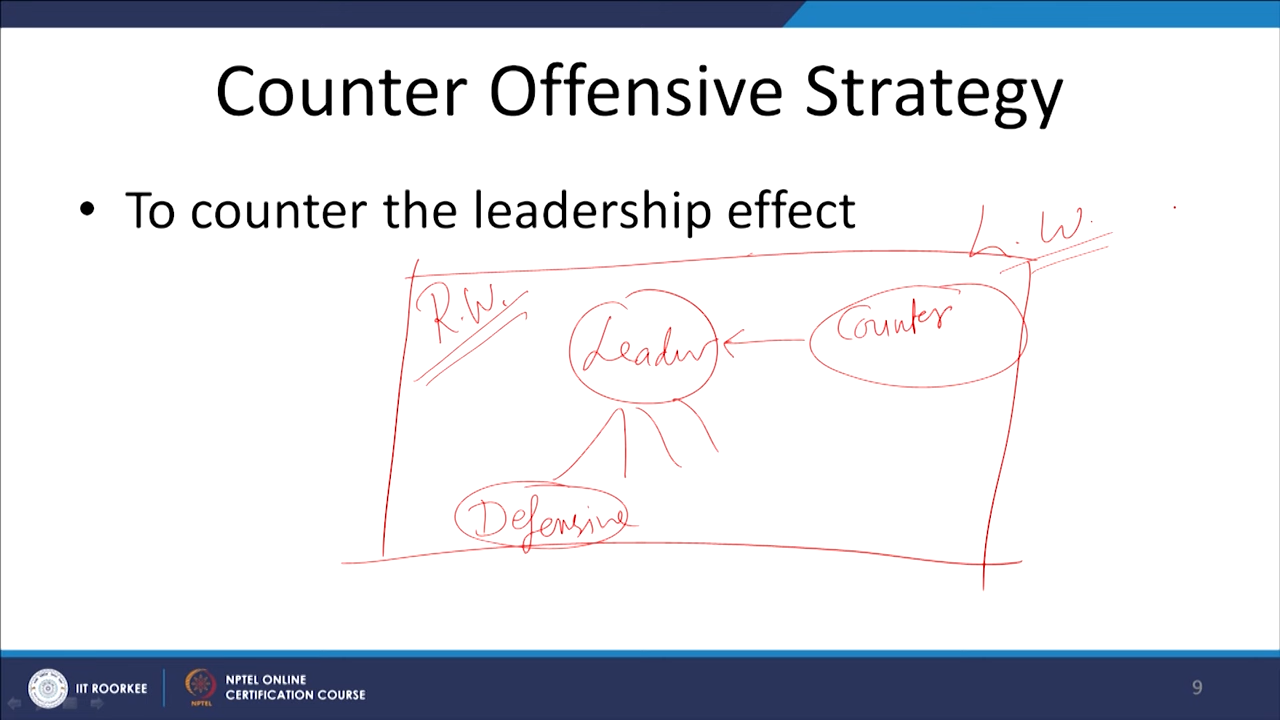 Counter Offensive Strategy
• To counter the leadership effect
L. W.
R.W.
Leader
Counter
Defensive
IIT ROORKEE
NPTEL ONLINE
CERTIFICATION COURSE
9